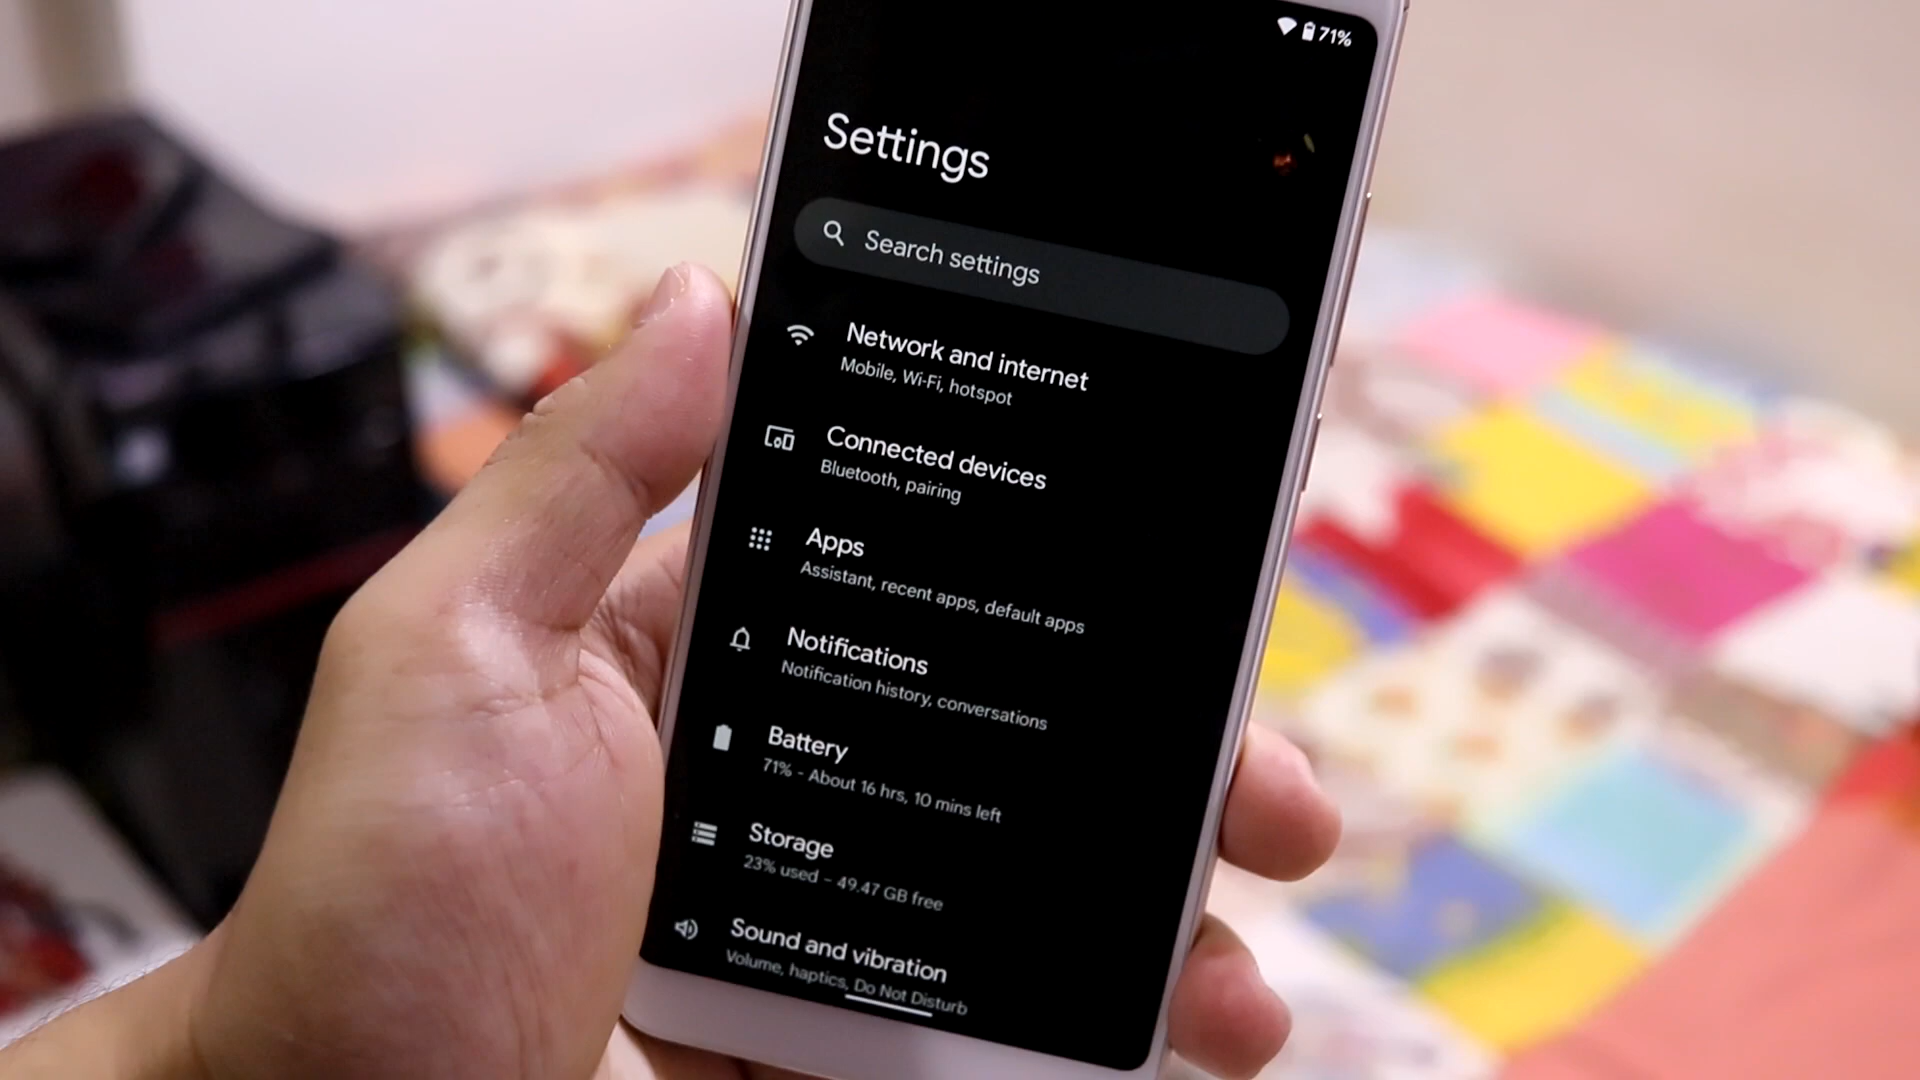 71%
Settings
Search settings
Network and internet
Mobile, Wi-Fi, hotspot
Connected devices
Bluetooth, pairing
Apps
Assistant, recent apps, default apps
Notifications
Notification history, conversations
Battery
71% - About 16 hrs, 10 mins left
Storage
23% used - 49.47 GB free
Sound and vibration
Volume, haptics, Do Not Disturb